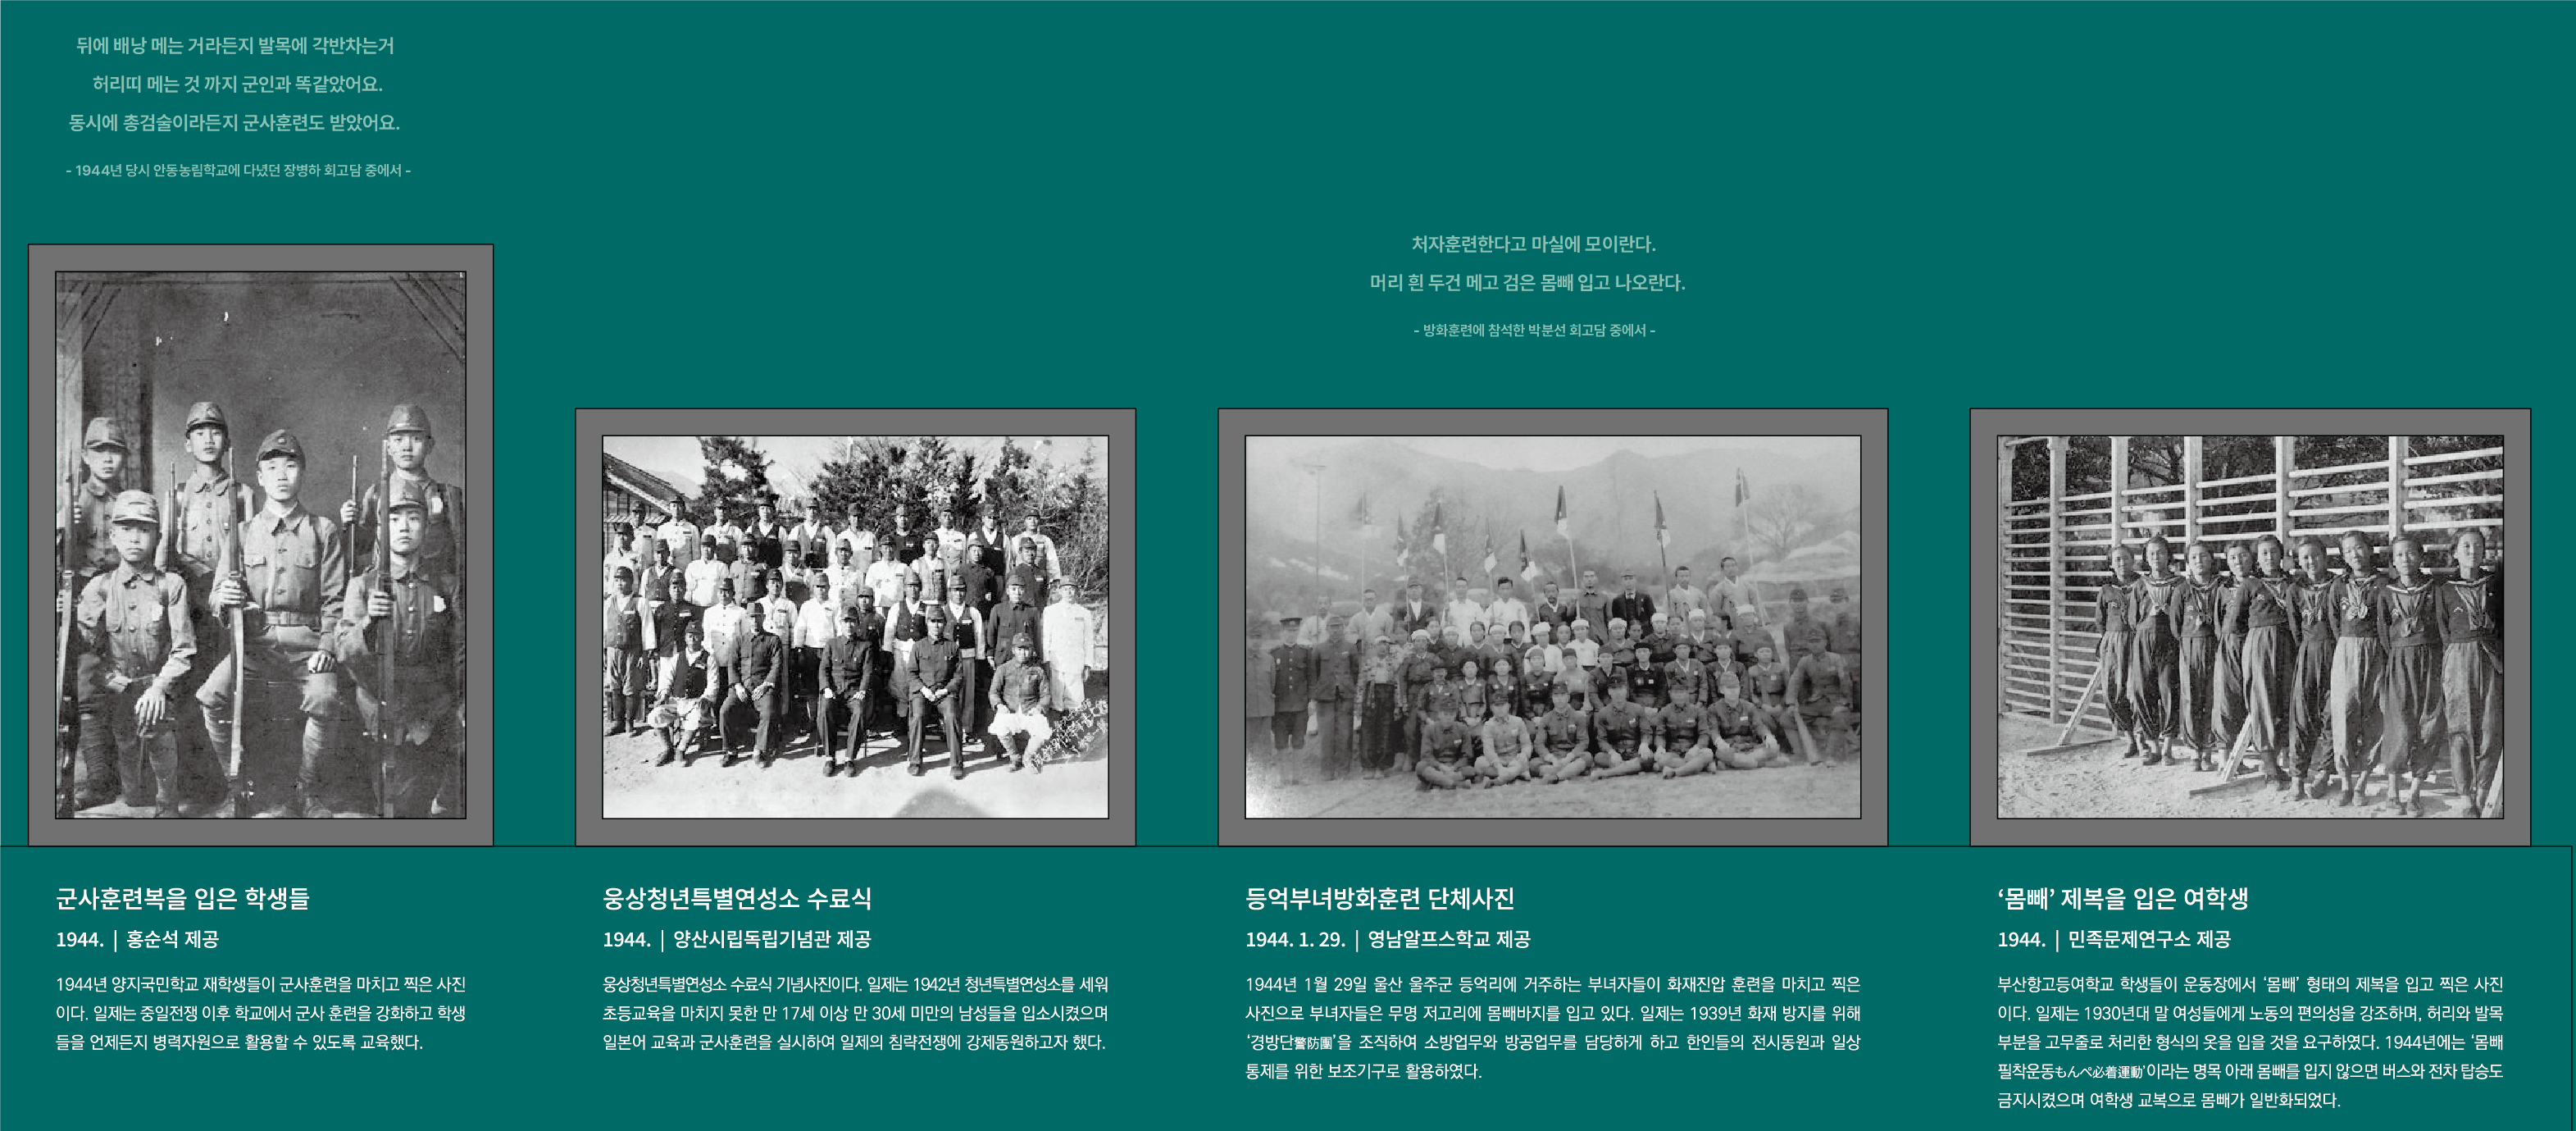 뒤에 배낭 메는 거라든지 발목에 각반차는거
허리띠 메는 것 까지 군인과 똑같았어요.
동시에 총검술이라든지 군사훈련도 받았어요.
- 1944년 당시 안동농림학교에 다녔던 장병하 회고담 중에서 -
처자훈련한다고 마실에 모이란다.
머리 흰 두건 메고 검은 몸빼 입고 나오란다.
- 방화훈련에 참석한 박분선 회고담 중에서 -
군사훈련복을 입은 학생들
1944. | 홍순석 제공
1944년 양지국민학교 재학생들이 군사훈련을 마치고 찍은 사진
이다. 일제는 중일전쟁 이후 학교에서 군사 훈련을 강화하고 학생
들을 언제든지 병력자원으로 활용할 수 있도록 교육했다.
웅상청년특별연성소 수료식
1944. | 양산시립독립기념관 제공
웅상청년특별연성소 수료식 기념사진이다. 일제는 1942년 청년특별연성소를 세워
초등교육을 마치지 못한 만 17세 이상 만 30세 미만의 남성들을 입소시켰으며
일본어 교육과 군사훈련을 실시하여 일제의 침략전쟁에 강제동원하고자 했다.
등억부녀방화훈련 단체사진
1944. 1. 29. | 영남알프스학교 제공
1944년 1월 29일 울산 울주군 등억리에 거주하는 부녀자들이 화재진압 훈련을 마치고 찍은
사진으로 부녀자들은 무명 저고리에 몸빼바지를 입고 있다. 일제는 1939년 화재 방지를 위해
‘경방단警防團’을 조직하여 소방업무와 방공업무를 담당하게 하고 한인들의 전시동원과 일상
통제를 위한 보조기구로 활용하였다.
‘몸빼’ 제복을 입은 여학생
1944. | 민족문제연구소 제공
부산항고등여학교 학생들이 운동장에서 ‘몸빼’ 형태의 제복을 입고 찍은 사진
이다. 일제는 1930년대 말 여성들에게 노동의 편의성을 강조하며, 허리와 발목
부분을 고무줄로 처리한 형식의 옷을 입을 것을 요구하였다. 1944년에는 ‘몸빼
필착운동もんぺ必着運動’이라는 명목 아래 몸빼를 입지 않으면 버스와 전차 탑승도
금지시켰으며 여학생 교복으로 몸빼가 일반화되었다.